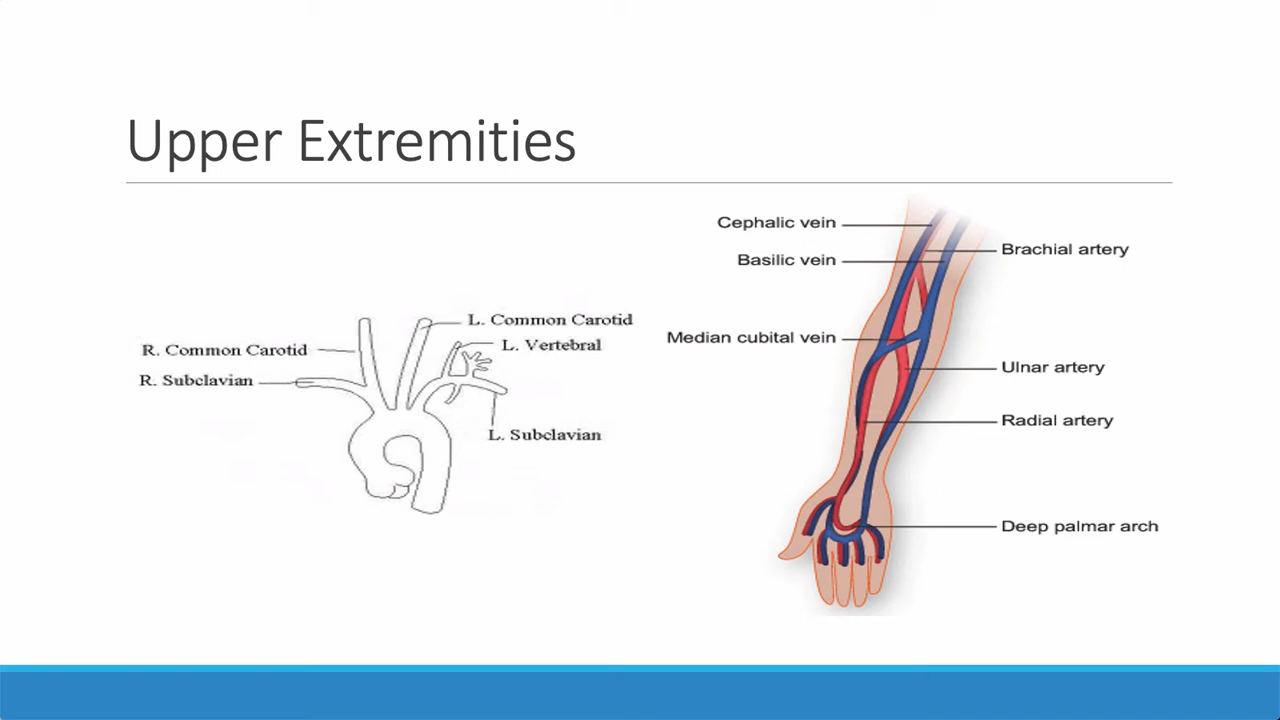 Upper Extremities
L. Common Carotid
L. Vertebral
R. Common Carotid
R. Subclavian
L. Subclavian
Cephalic vein
Basilic vein
Median cubital vein
Brachial artery
Ulnar artery
Radial artery
Deep palmar arch